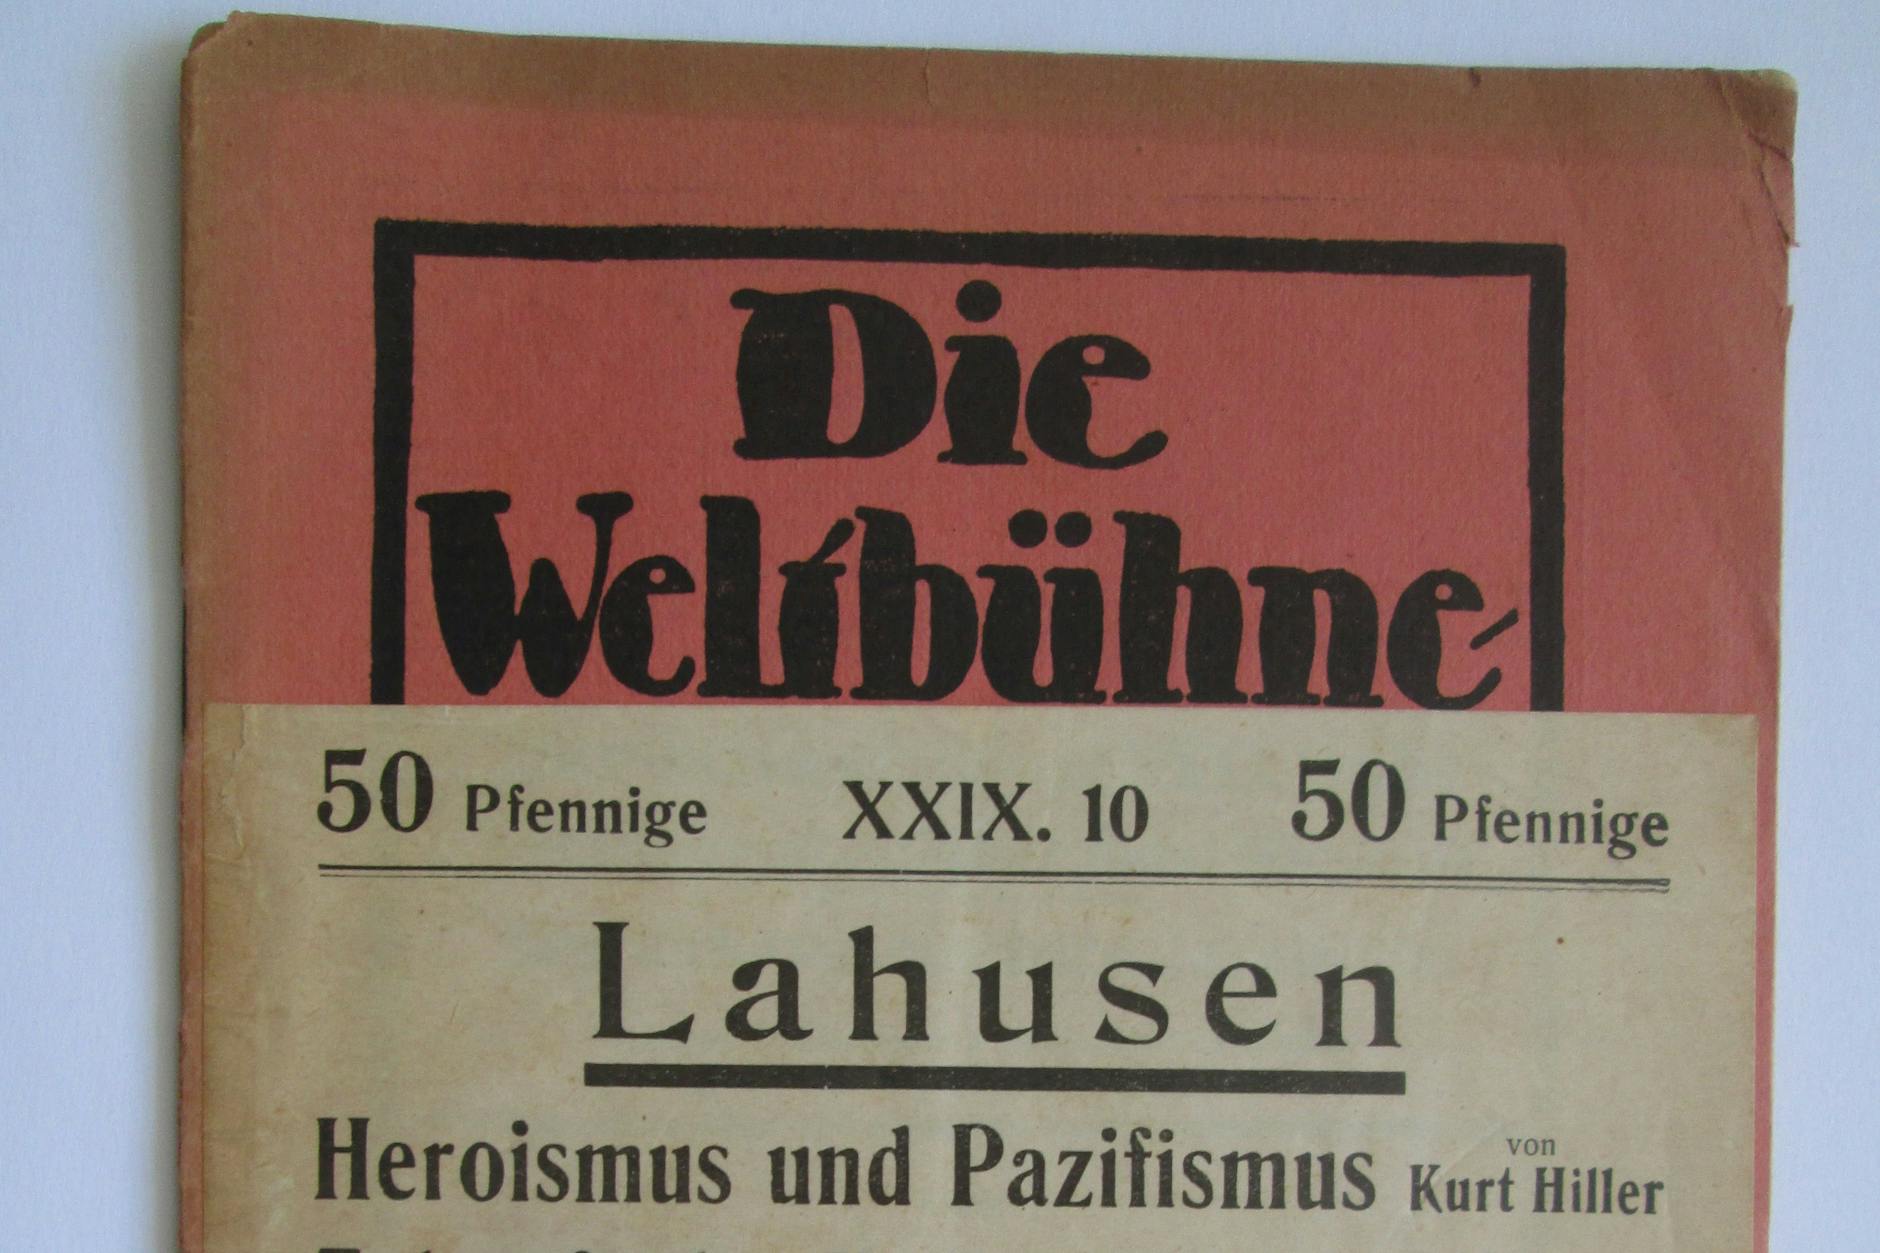 Die
Weltbühne
50 Pfennige XXIX. 10 50 Pfennige
Lahusen
Heroismus und Pazifismus von Kurt Hiller